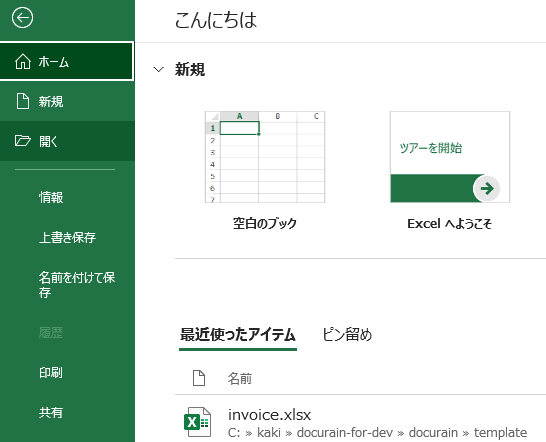 こんにちは
ホーム
新規
開く
情報
上書き保存
名前を付けて保
存
履歴
印刷
共有
新規
A B C
1
2
3
4
5
6
7
空白のブック
ツアーを開始
Excel へようこそ
最近使ったアイテム ピン留め
名前
X
invoice.xlsx
C: » kaki » docurain-for-dev » docurain » template